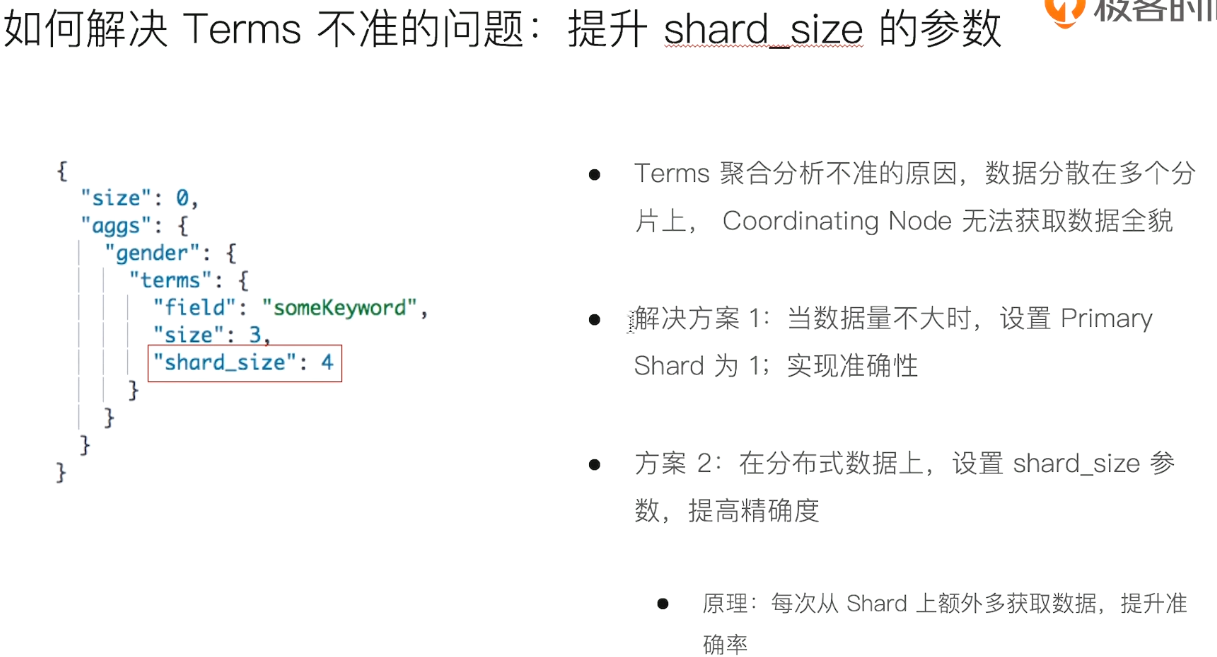 如何解决 Terms 不准的问题：提升 shard_size 的参数
极客时间
{
"size": 0,
"aggs": {
"gender": {
"terms": {
"field": "someKeyword",
"size": 3,
"shard_size": 4
}
}
}
}
● Terms 聚合分析不准的原因，数据分散在多个分
片上， Coordinating Node 无法获取数据全貌
● 解决方案 1：当数据量不大时，设置 Primary
Shard 为 1；实现准确性
● 方案 2：在分布式数据上，设置 shard_size 参
数，提高精确度
● 原理：每次从 Shard 上额外多获取数据，提升准
确率